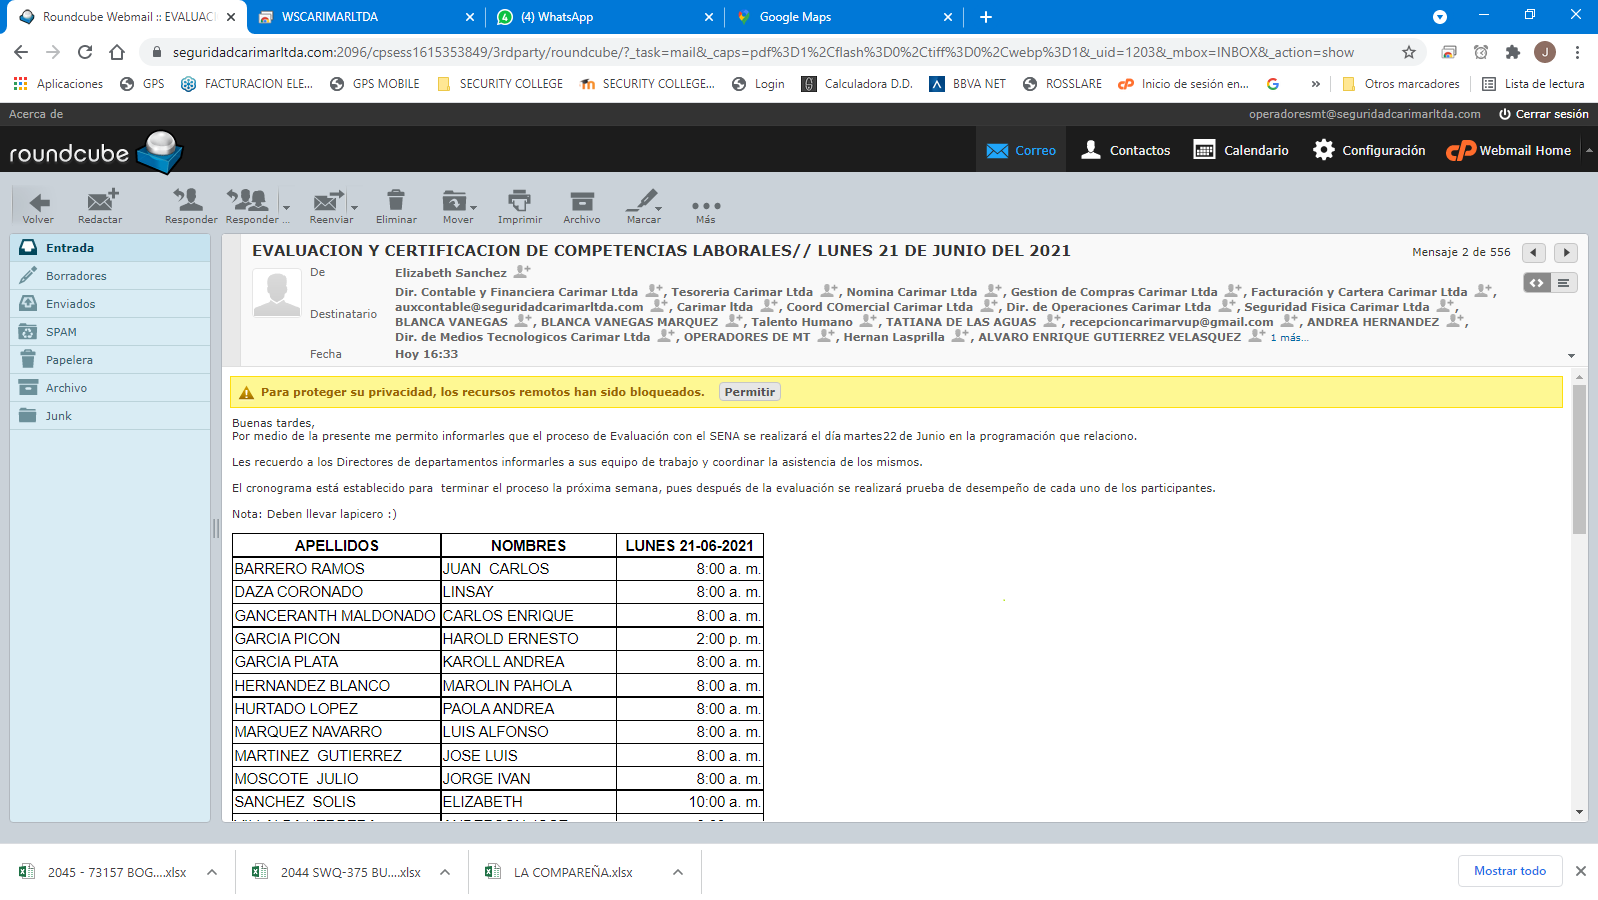 Roundcube Webmail :: EVALUACI
WSCARIMARLTDA
(4) WhatsApp
Google Maps
seguridadcarimarltda.com:2096/cpsess1615353849/3rdparty/roundcube/?_task=mail&_caps=pdf%3D1%2Cflash%3D0%2Ctiff%3D0%2Cwebp%3D1&_uid=1203&_mbox=INBOX&_action=show
J
Aplicaciones
GPS
FACTURACION ELE...
GPS MOBILE
SECURITY COLLEGE
SECURITY COLLEGE...
Login
Calculadora D.D.
BBVA NET
ROSSLARE
Inicio de sesión en...
»
Otros marcadores
Lista de lectura
Acerca de
operadoresmt@seguridadcarimarltda.com
Cerrar sesión
roundcube
Correo
Contactos
Calendario
Configuración
cP Webmail Home
Volver
Redactar
Responder
Responder ...
Reenviar
Eliminar
Mover
Imprimir
Archivo
Marcar
Más
Entrada
Borradores
Enviados
SPAM
Papelera
Archivo
Junk
EVALUACION Y CERTIFICACION DE COMPETENCIAS LABORALES// LUNES 21 DE JUNIO DEL 2021
Mensaje 2 de 556
De Elizabeth Sanchez
Destinatario Dir. Contable y Financiera Carimar Ltda , Tesoreria Carimar Ltda , Nomina Carimar Ltda , Gestion de Compras Carimar Ltda , Facturación y Cartera Carimar Ltda ,
auxcontable@seguridadcarimarltda.com , Carimar ltda , Coord COmercial Carimar Ltda , Dir. de Operaciones Carimar Ltda , Seguridad Fisica Carimar Ltda ,
BLANCA VANEGAS , BLANCA VANEGAS MARQUEZ , Talento Humano , TATIANA DE LAS AGUAS , recepcioncarimarvup@gmail.com , ANDREA HERNANDEZ ,
Dir. de Medios Tecnologicos Carimar Ltda , OPERADORES DE MT , Hernan Lasprilla , ALVARO ENRIQUE GUTIERREZ VELASQUEZ 1 más...
Fecha Hoy 16:33
Para proteger su privacidad, los recursos remotos han sido bloqueados. Permitir
Buenas tardes,
Por medio de la presente me permito informarles que el proceso de Evaluación con el SENA se realizará el día martes 22 de Junio en la programación que relaciono.
Les recuerdo a los Directores de departamentos informarles a sus equipo de trabajo y coordinar la asistencia de los mismos.
El cronograma está establecido para terminar el proceso la próxima semana, pues después de la evaluación se realizará prueba de desempeño de cada uno de los participantes.
Nota: Deben llevar lapicero :)
APELLIDOS NOMBRES LUNES 21-06-2021
BARRERO RAMOS JUAN CARLOS 8:00 a. m.
DAZA CORONADO LINSAY 8:00 a. m.
GANCERANTH MALDONADO CARLOS ENRIQUE 8:00 a. m.
GARCIA PICON HAROLD ERNESTO 2:00 p. m.
GARCIA PLATA KAROLL ANDREA 8:00 a. m.
HERNANDEZ BLANCO MAROLIN PAHOLA 8:00 a. m.
HURTADO LOPEZ PAOLA ANDREA 8:00 a. m.
MARQUEZ NAVARRO LUIS ALFONSO 8:00 a. m.
MARTINEZ GUTIERREZ JOSE LUIS 8:00 a. m.
MOSCOTE JULIO JORGE IVAN 8:00 a. m.
SANCHEZ SOLIS ELIZABETH 10:00 a. m.
2045 - 73157 BOG....xlsx
2044 SWQ-375 BU....xlsx
LA COMPAREÑA.xlsx
Mostrar todo